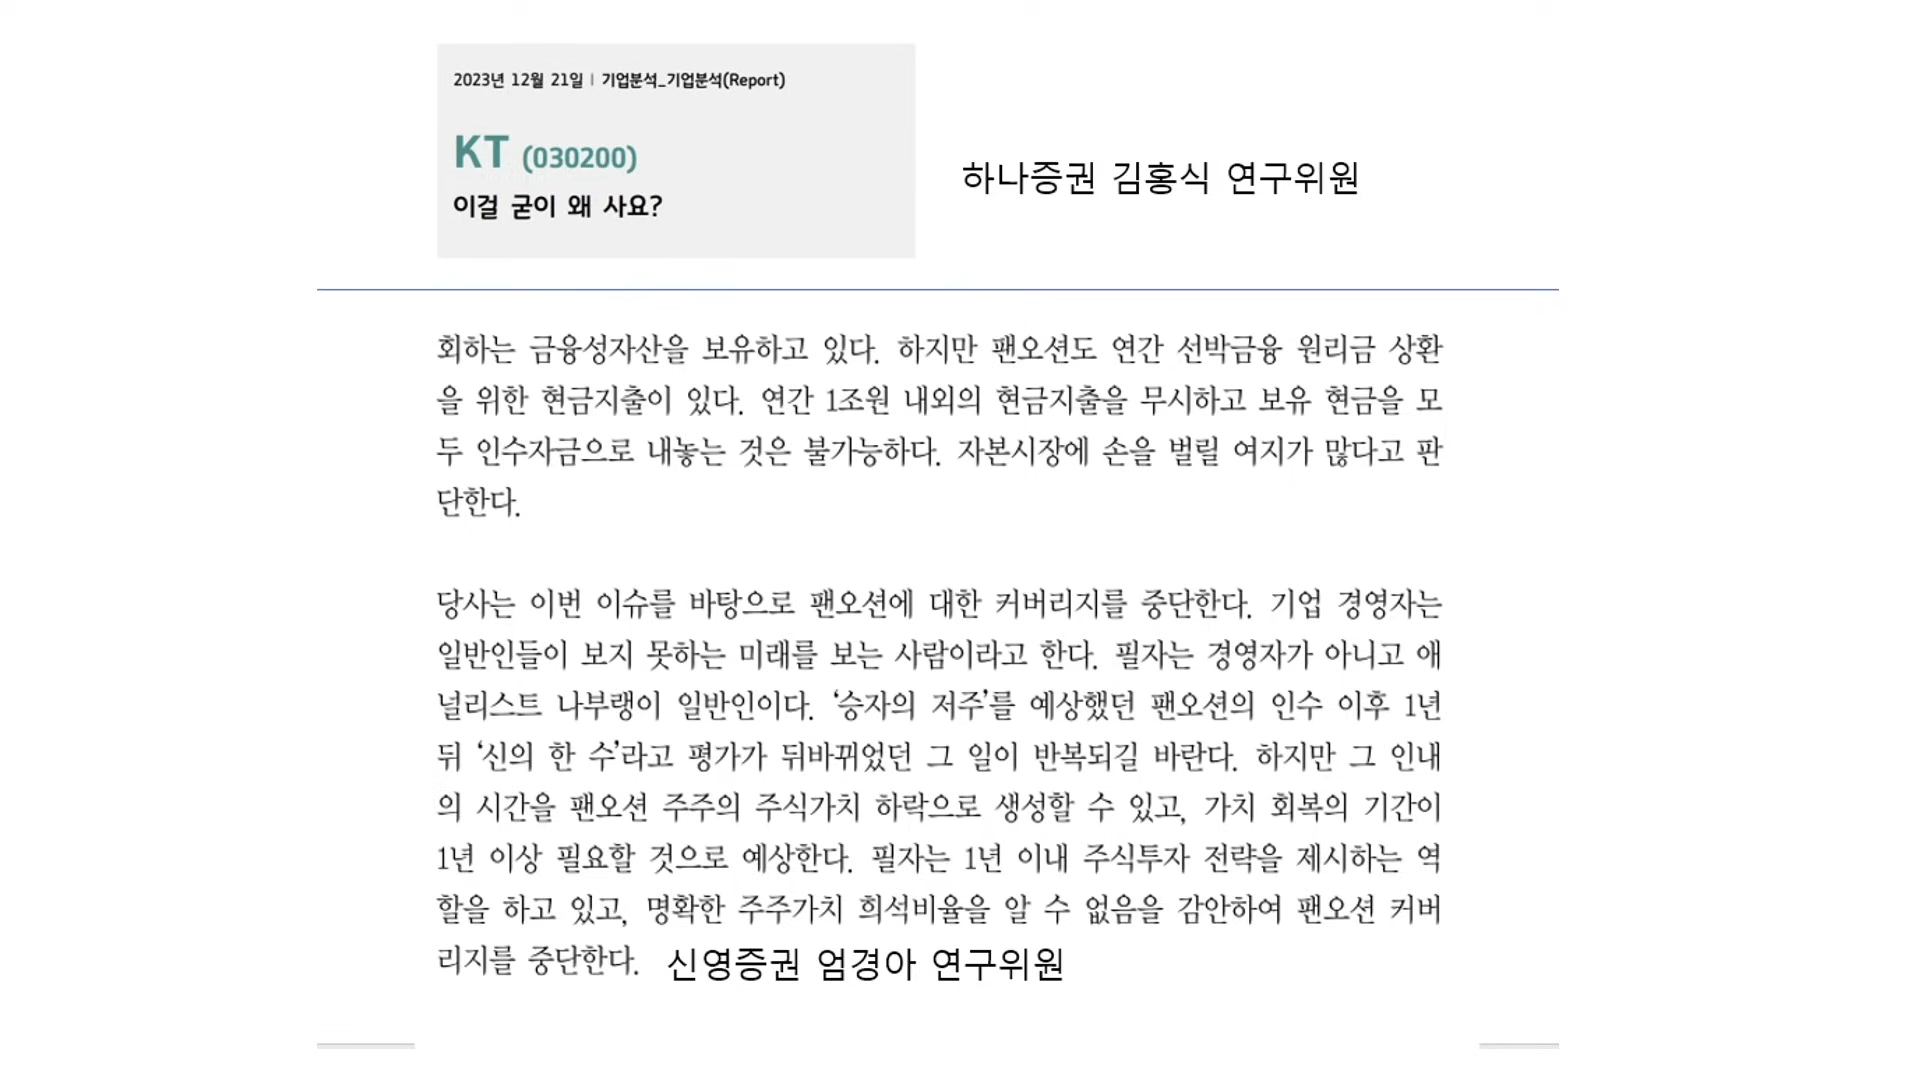 2023년 12월 21일 | 기업분석_기업분석(Report)
KT (030200)
이걸 굳이 왜 사요?
하나증권 김홍식 연구위원
회하는 금융성자산을 보유하고 있다. 하지만 팬오션도 연간 선박금융 원리금 상환
을 위한 현금지출이 있다. 연간 1조원 내외의 현금지출을 무시하고 보유 현금을 모
두 인수자금으로 내놓는 것은 불가능하다. 자본시장에 손을 벌릴 여지가 많다고 판
단한다.
당사는 이번 이슈를 바탕으로 팬오션에 대한 커버리지를 중단한다. 기업 경영자는
일반인들이 보지 못하는 미래를 보는 사람이라고 한다. 필자는 경영자가 아니고 애
널리스트 나부랭이 일반인이다. ‘승자의 저주’를 예상했던 팬오션의 인수 이후 1년
뒤 ‘신의 한 수’라고 평가가 뒤바뀌었던 그 일이 반복되길 바란다. 하지만 그 인내
의 시간을 팬오션 주주의 주식가치 하락으로 생성할 수 있고, 가치 회복의 기간이
1년 이상 필요할 것으로 예상한다. 필자는 1년 이내 주식투자 전략을 제시하는 역
할을 하고 있고, 명확한 주주가치 희석비율을 알 수 없음을 감안하여 팬오션 커버
리지를 중단한다. 신영증권 엄경아 연구위원